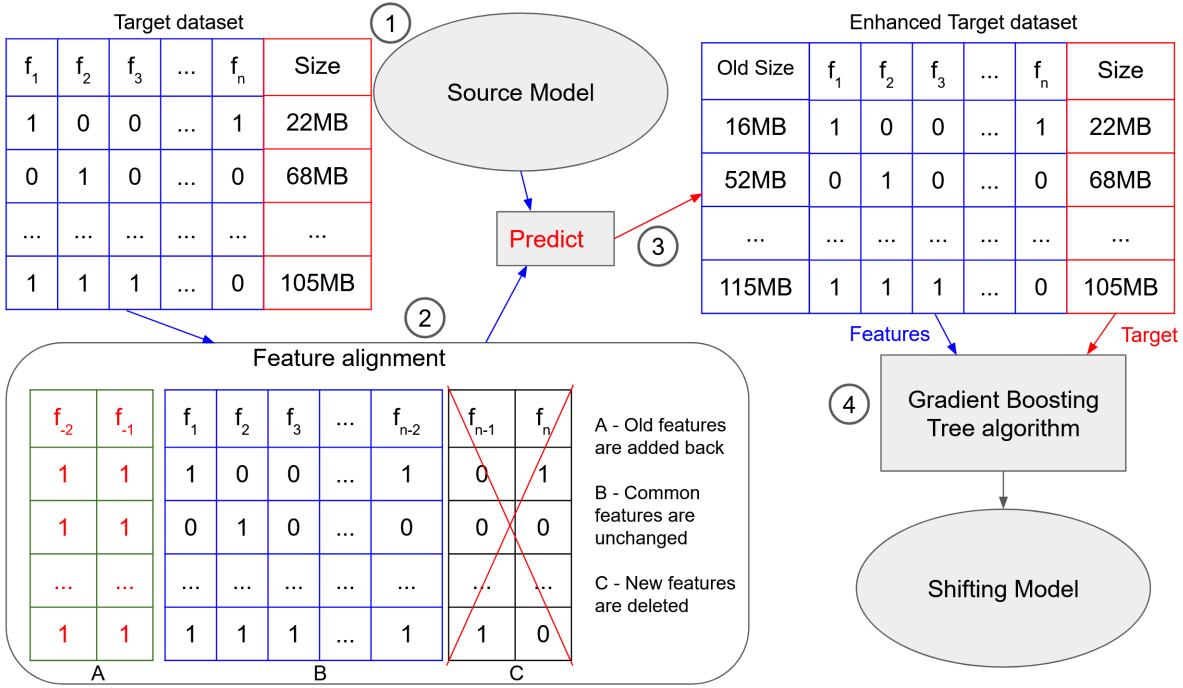 Target dataset
f1 f2 f3 ... fn Size
1 0 0 ... 1 22MB
0 1 0 ... 0 68MB
... ... ... ... ... ...
1 1 1 ... 0 105MB
1
Source Model
Predict
2
3
Enhanced Target dataset
Old Size f1 f2 f3 ... fn Size
16MB 1 0 0 ... 1 22MB
52MB 0 1 0 ... 0 68MB
... ... ... ... ... ... ...
115MB 1 1 1 ... 0 105MB
Features
Target
4
Gradient Boosting
Tree algorithm
Shifting Model
Feature alignment
f-2 f-1
1 1
1 1
... ...
1 1
A
f1 f2 f3 ... fn-2
1 0 0 ... 1
0 1 0 ... 0
... ... ... ... ...
1 1 1 ... 1
B
fn-1 fn
0 1
0 0
... ...
1 0
C
A - Old features
are added back
B - Common
features are
unchanged
C - New features
are deleted